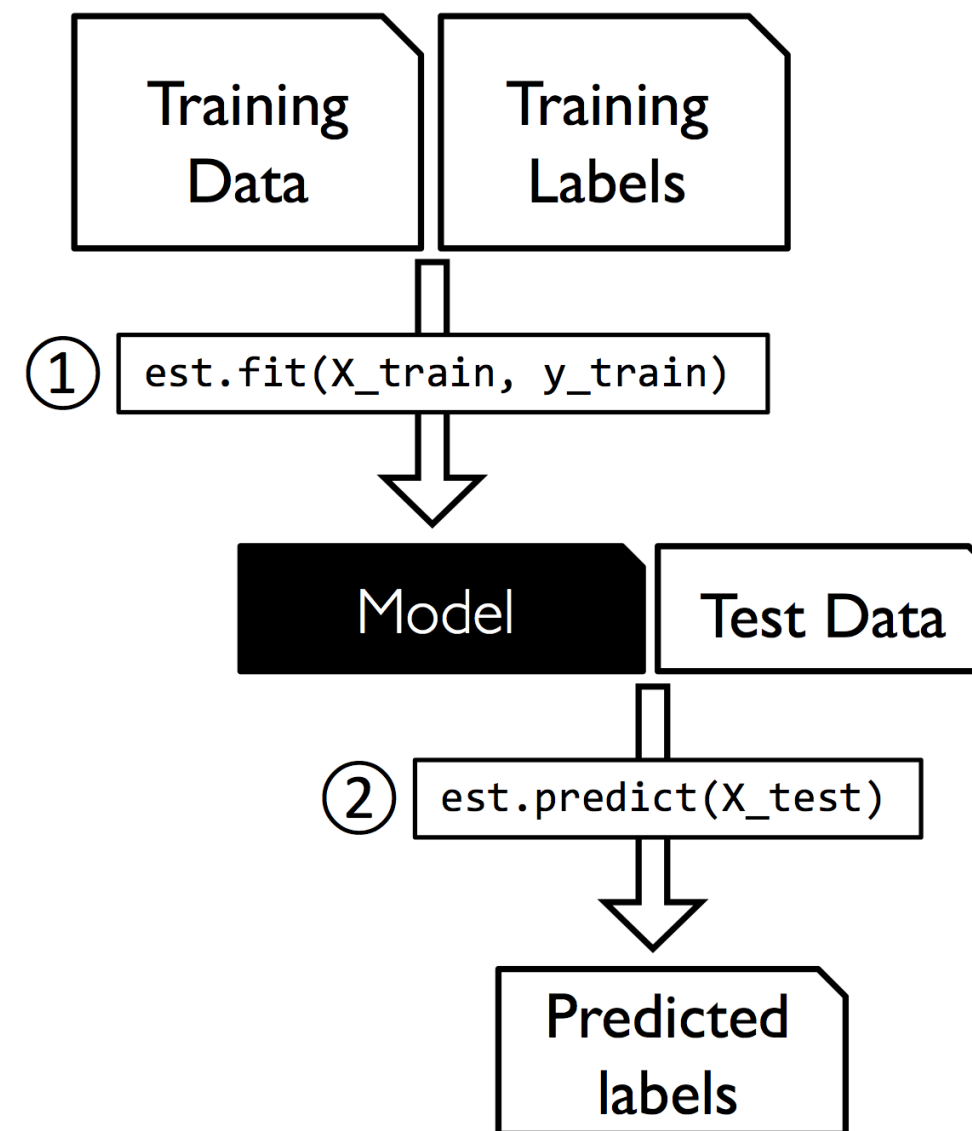 Training
Data
Training
Labels
1
est.fit(X_train, y_train)
Model
Test Data
2
est.predict(X_test)
Predicted
labels